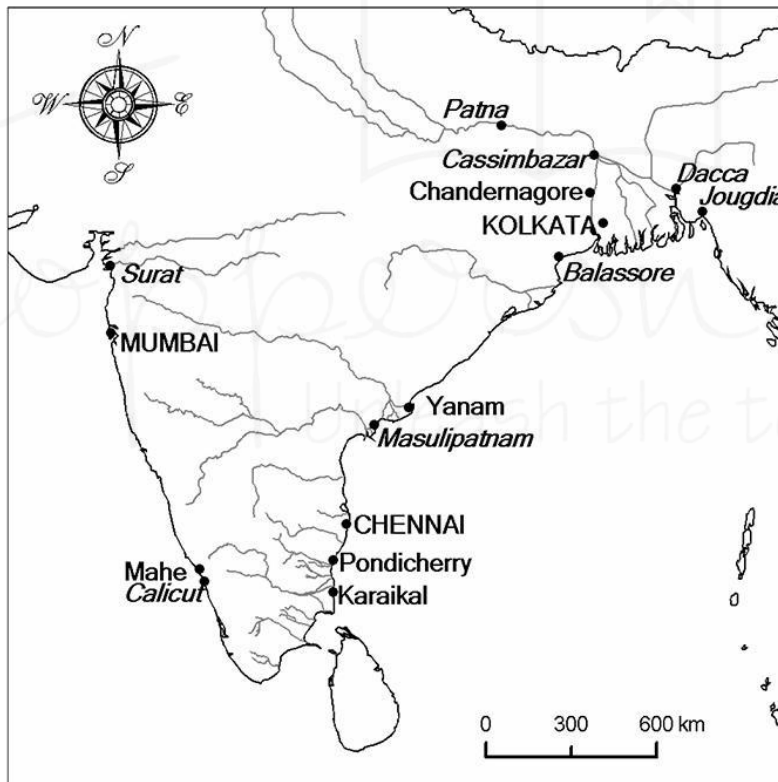 N
W E
S
Patna
Cassimbazar
Dacca
Chandernagore
Jougdia
KOLKATA
Surat
Balassore
MUMBAI
Yanam
Masulipatnam
CHENNAI
Pondicherry
Mahe
Calicut
Karaikal
0 300 600 km